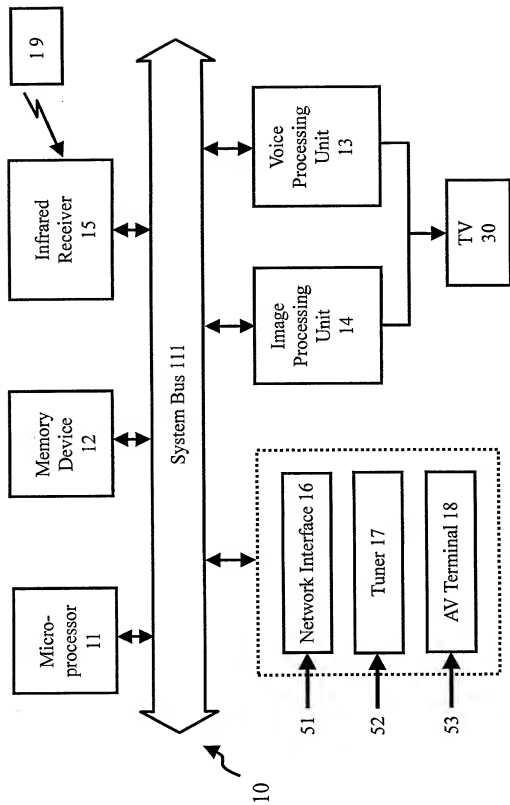 19
Micro-
processor
11
Memory
Device
12
Infrared
Receiver
15
System Bus 111
Network Interface 16
Tuner 17
AV Terminal 18
Image
Processing
Unit
14
Voice
Processing
Unit
13
51
52
53
TV
30
10